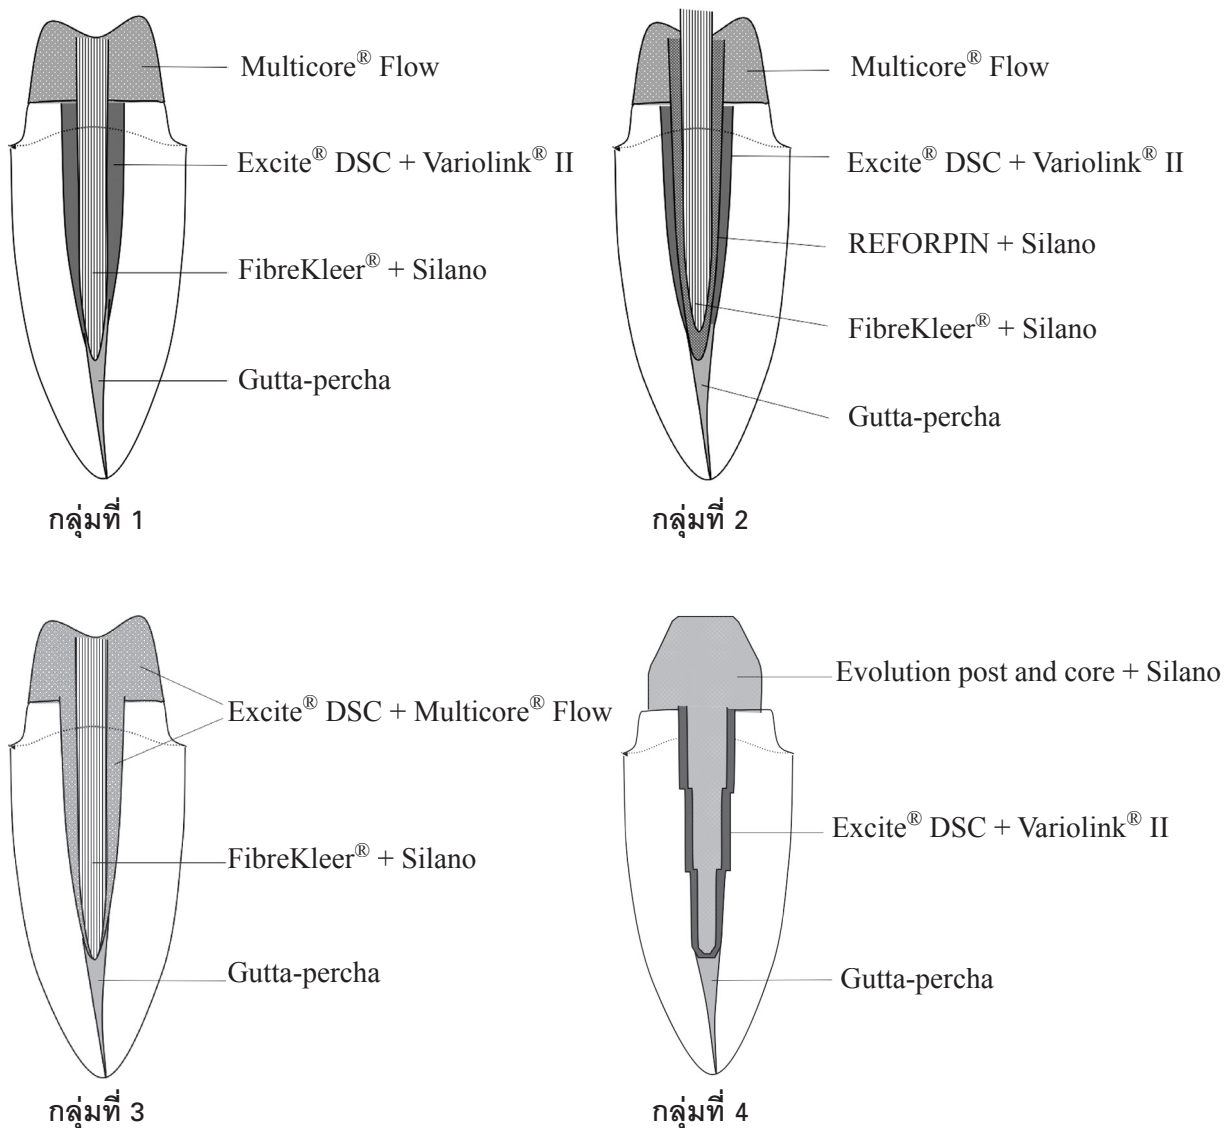 Multicore® Flow
Excite® DSC + Variolink® II
FibreKleer® + Silano
Gutta-percha
กลุ่มที่ 1
Multicore® Flow
Excite® DSC + Variolink® II
REFORPIN + Silano
FibreKleer® + Silano
Gutta-percha
กลุ่มที่ 2
Excite® DSC + Multicore® Flow
FibreKleer® + Silano
Gutta-percha
กลุ่มที่ 3
Evolution post and core + Silano
Excite® DSC + Variolink® II
Gutta-percha
กลุ่มที่ 4